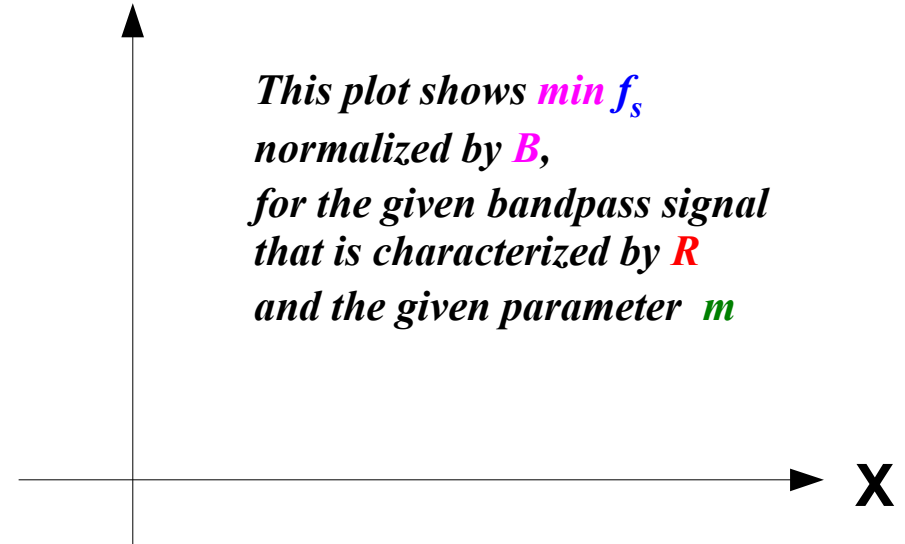 This plot shows min fs
normalized by B,
for the given bandpass signal
that is characterized by R
and the given parameter m
X